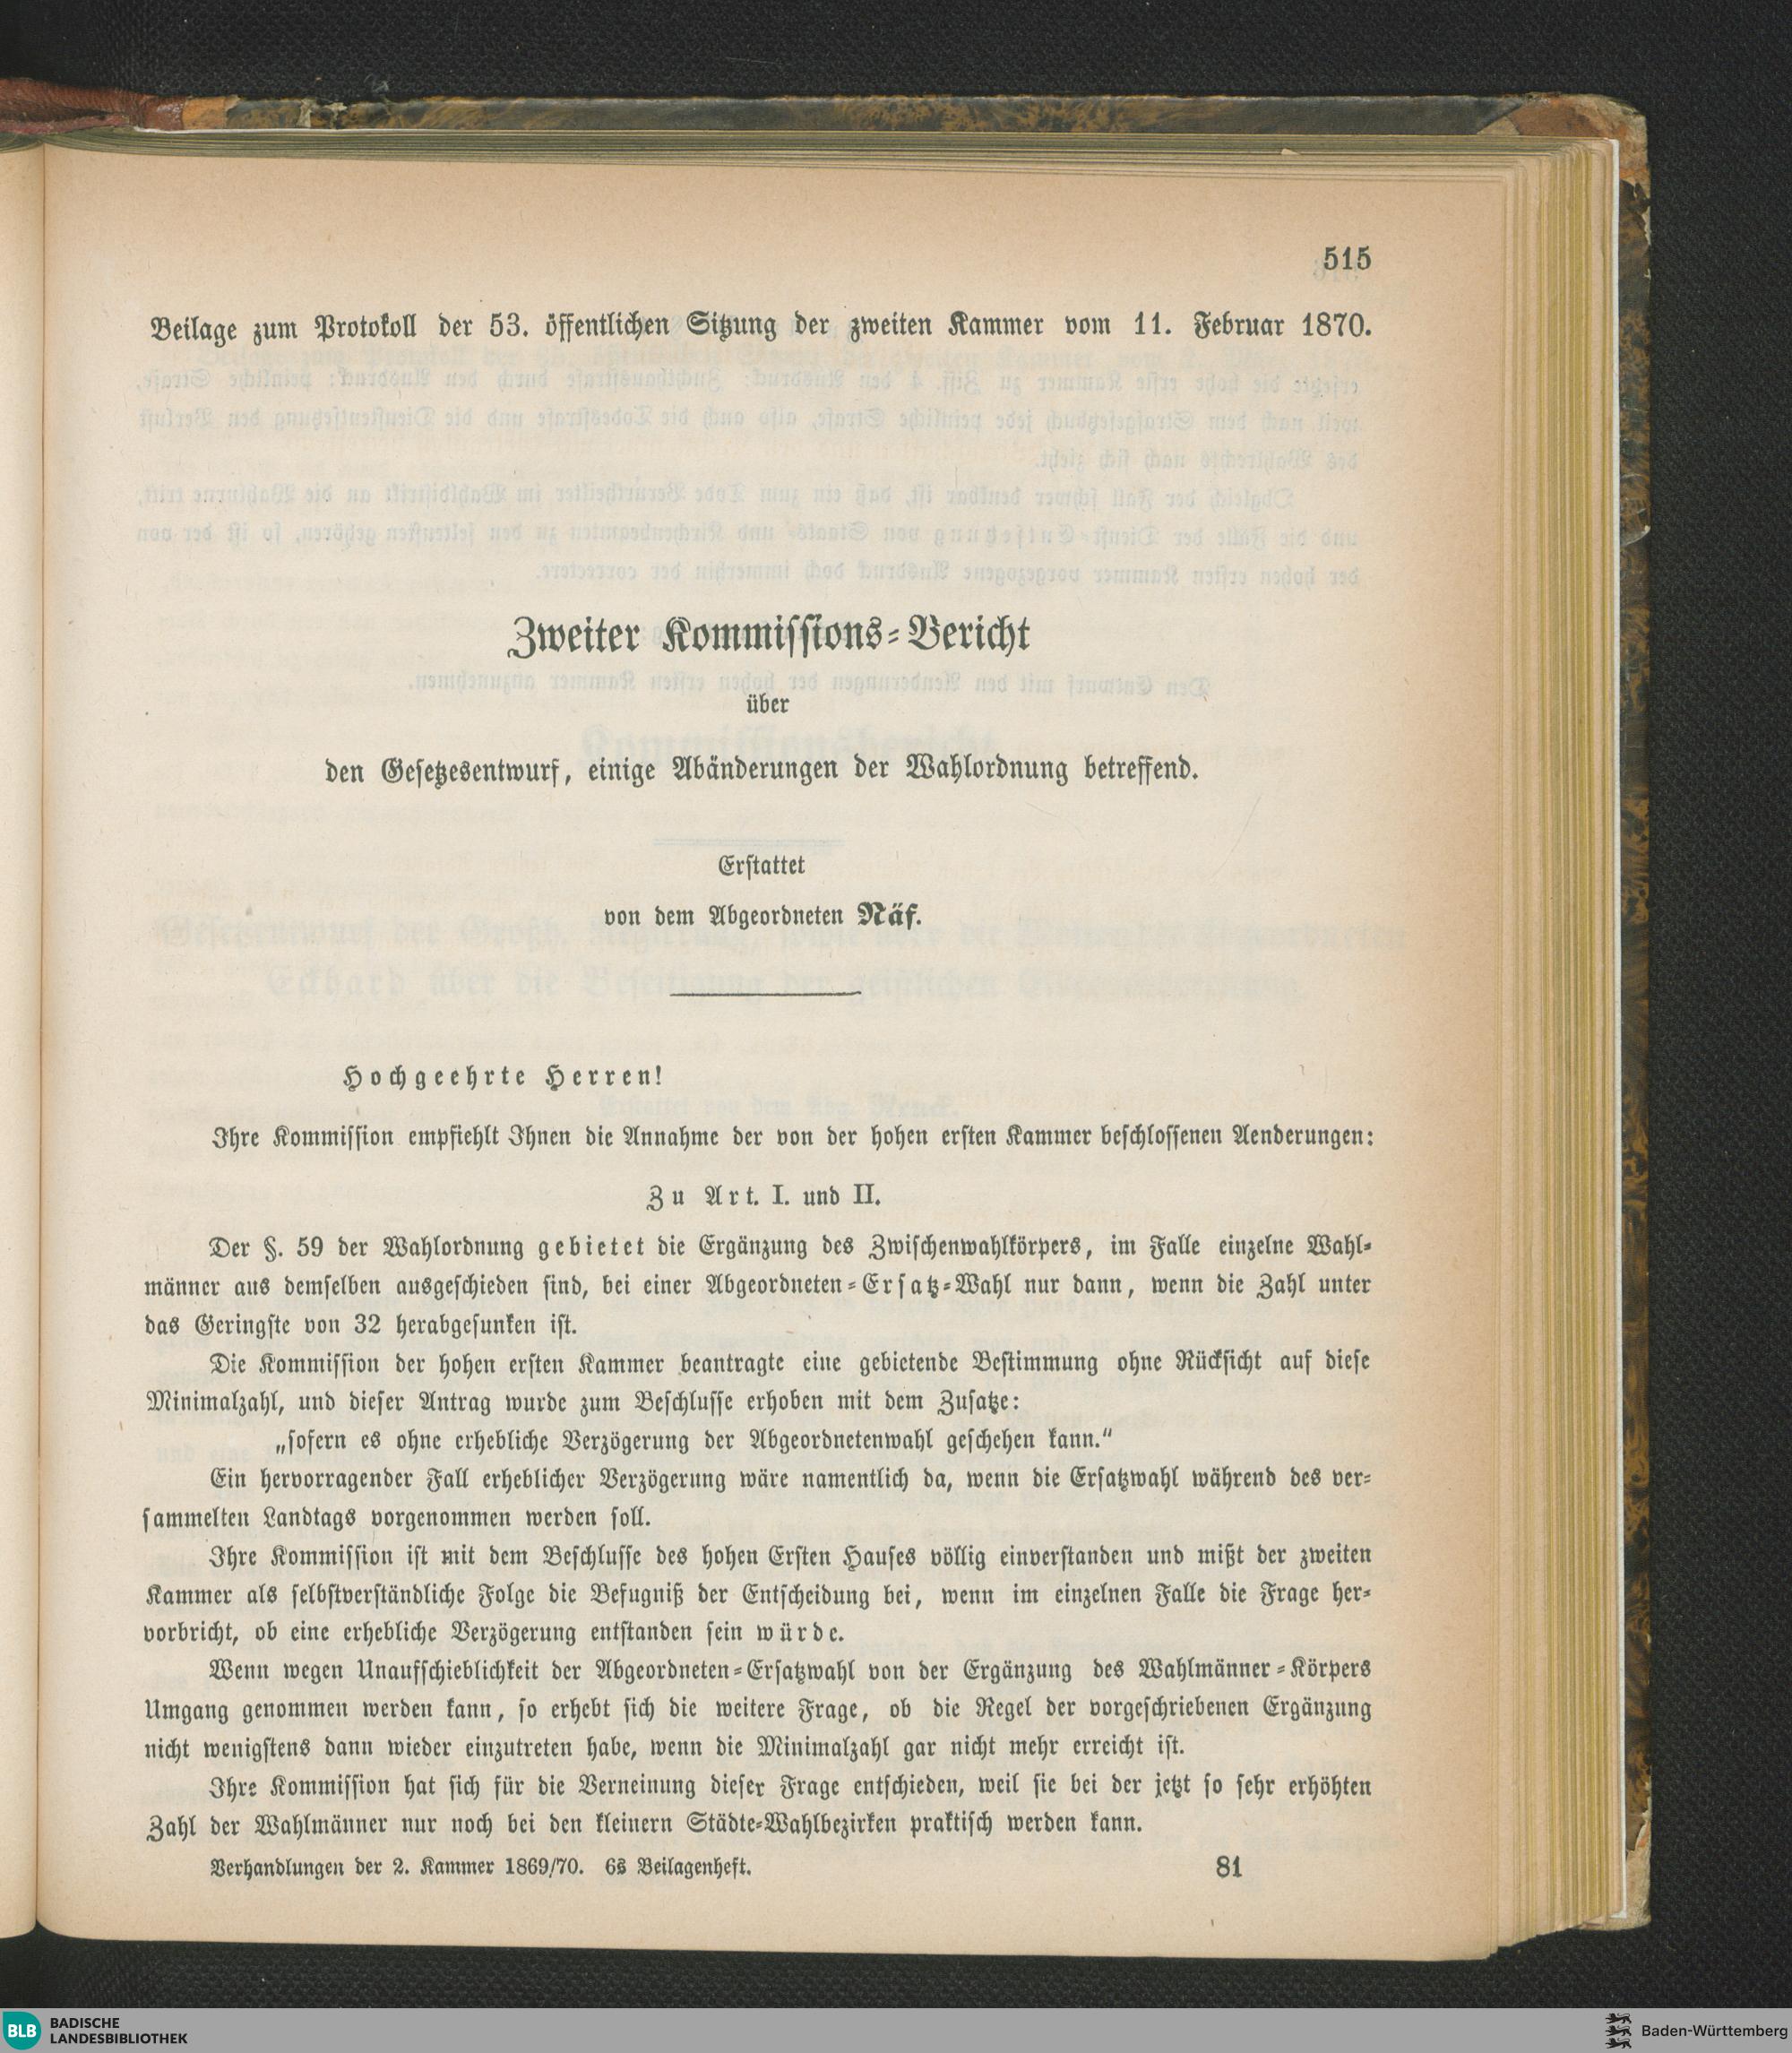 515
Beilage zum Protokoll der 53. öffentlichen Sitzung der zweiten Kammer vom 11. Februar 1870.
Zweiter Kommissions-Bericht
über
den Gesetzesentwurf, einige Abänderungen der Wahlordnung betreffend.
Erstattet
von dem Abgeordneten Näf.
Hochgeehrte Herren!
Ihre Kommission empfiehlt Ihnen die Annahme der von der hohen ersten Kammer beschlossenen Aenderungen:
Zu Art. I. und II.
Der §. 59 der Wahlordnung gebietet die Ergänzung des Zwischenwahlkörpers, im Falle einzelne Wahl-
männer aus demselben ausgeschieden sind, bei einer Abgeordneten-Ersatz-Wahl nur dann, wenn die Zahl unter
das Geringste von 32 herabgesunken ist.
Die Kommission der hohen ersten Kammer beantragte eine gebietende Bestimmung ohne Rücksicht auf diese
Minimalzahl, und dieser Antrag wurde zum Beschlusse erhoben mit dem Zusatze:
„sofern es ohne erhebliche Verzögerung der Abgeordnetenwahl geschehen kann.“
Ein hervorragender Fall erheblicher Verzögerung wäre namentlich da, wenn die Ersatzwahl während des ver-
sammelten Landtags vorgenommen werden soll.
Ihre Kommission ist mit dem Beschlusse des hohen Ersten Hauses völlig einverstanden und mißt der zweiten
Kammer als selbstverständliche Folge die Befugniß der Entscheidung bei, wenn im einzelnen Falle die Frage her-
vorbricht, ob eine erhebliche Verzögerung entstanden sein würde.
Wenn wegen Unaufschieblichkeit der Abgeordneten-Ersatzwahl von der Ergänzung des Wahlmänner-Körpers
Umgang genommen werden kann, so erhebt sich die weitere Frage, ob die Regel der vorgeschriebenen Ergänzung
nicht wenigstens dann wieder einzutreten habe, wenn die Minimalzahl gar nicht mehr erreicht ist.
Ihre Kommission hat sich für die Verneinung dieser Frage entschieden, weil sie bei der jetzt so sehr erhöhten
Zahl der Wahlmänner nur noch bei den kleinern Städte-Wahlbezirken praktisch werden kann.
Verhandlungen der 2. Kammer 1869/70. 6s Beilagenheft. 81
BLB BADISCHE
LANDESBIBLIOTHEK
Baden-Württemberg